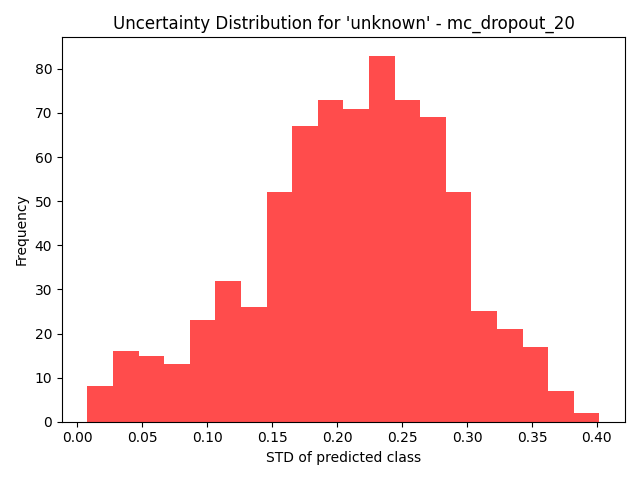 Uncertainty Distribution for 'unknown' - mc_dropout_20
80
70
60
50
40
30
20
10
0
Frequency
0.00 0.05 0.10 0.15 0.20 0.25 0.30 0.35 0.40
STD of predicted class